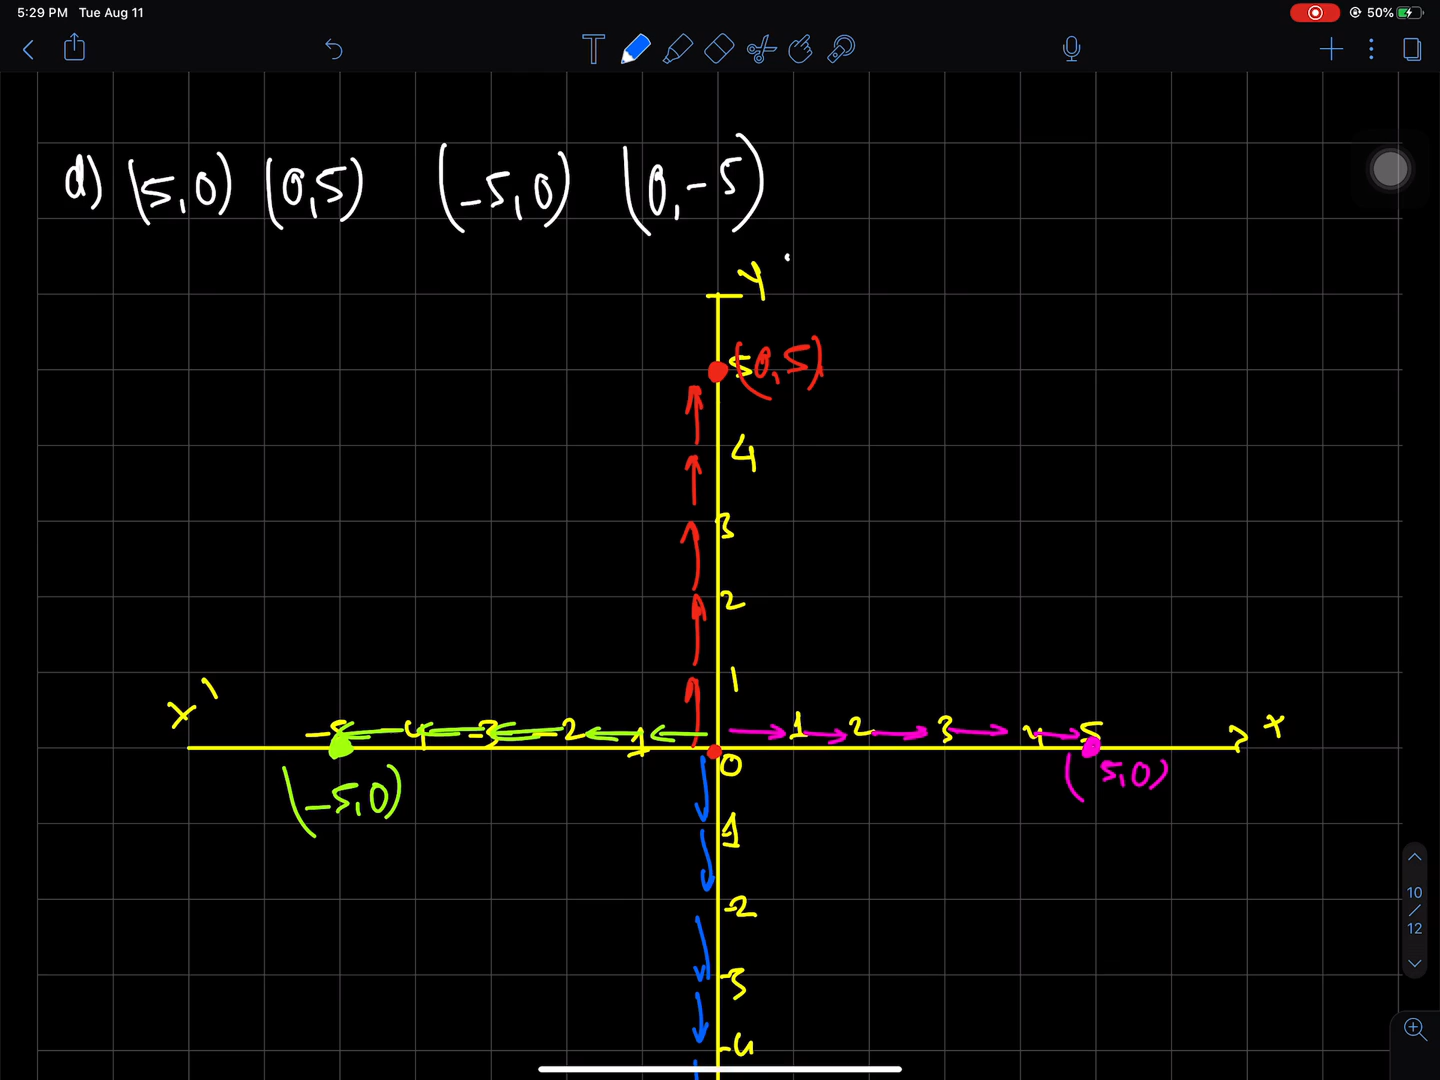 5:29 PM Tue Aug 11
50%
T
d) (5,0) (0,5) (-5,0) (0,-5)
y
5 (0,5)
4
3
2
1
x'
-5 -4 -3 -2 -1 1 2 3 4 5 x
0
(-5,0) (5,0)
-1
-2
-3
-4
10
/
12